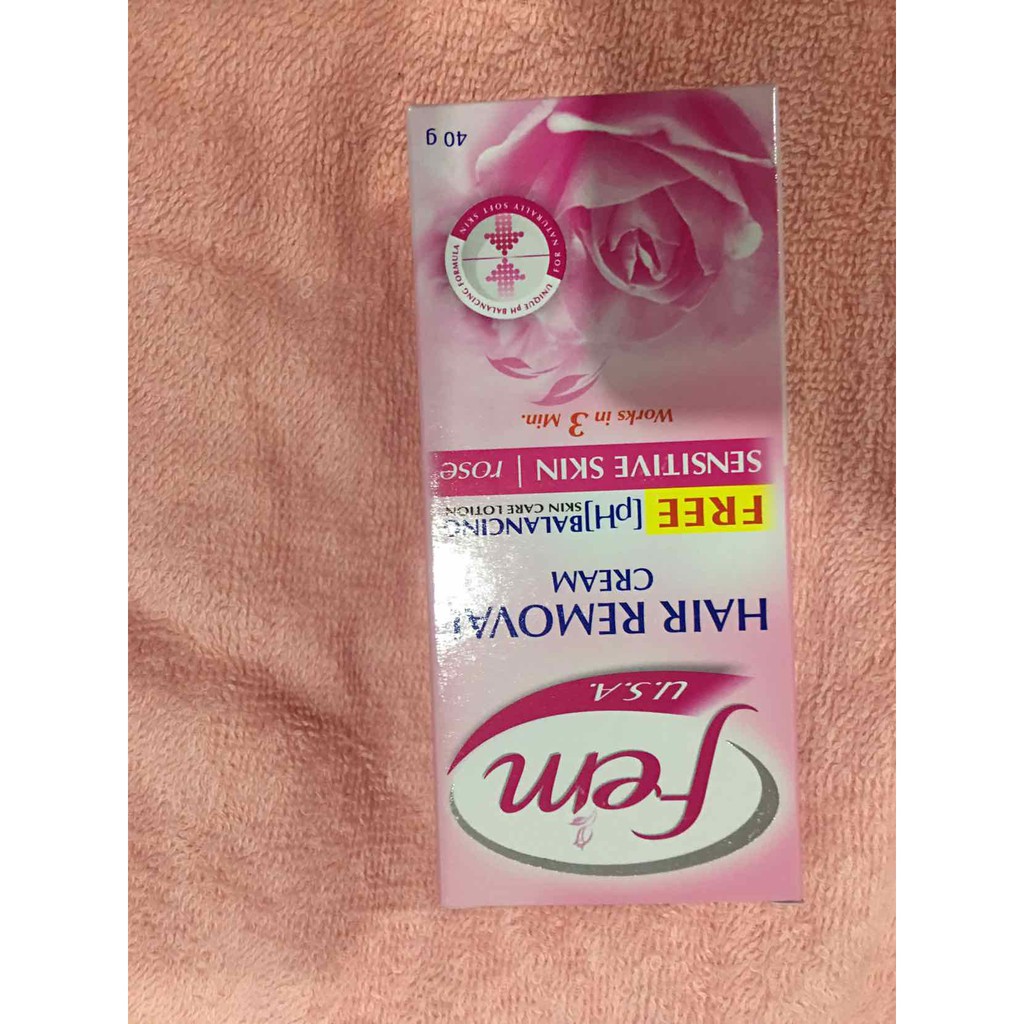 fem
U.S.A.
HAIR REMOVAL
CREAM
FREE [pH] BALANCING
SKIN CARE LOTION
SENSITIVE SKIN | rose
Works in 3 Min.
UNIQUE pH BALANCING FORMULA
FOR NATURALLY SOFT SKIN
40 g